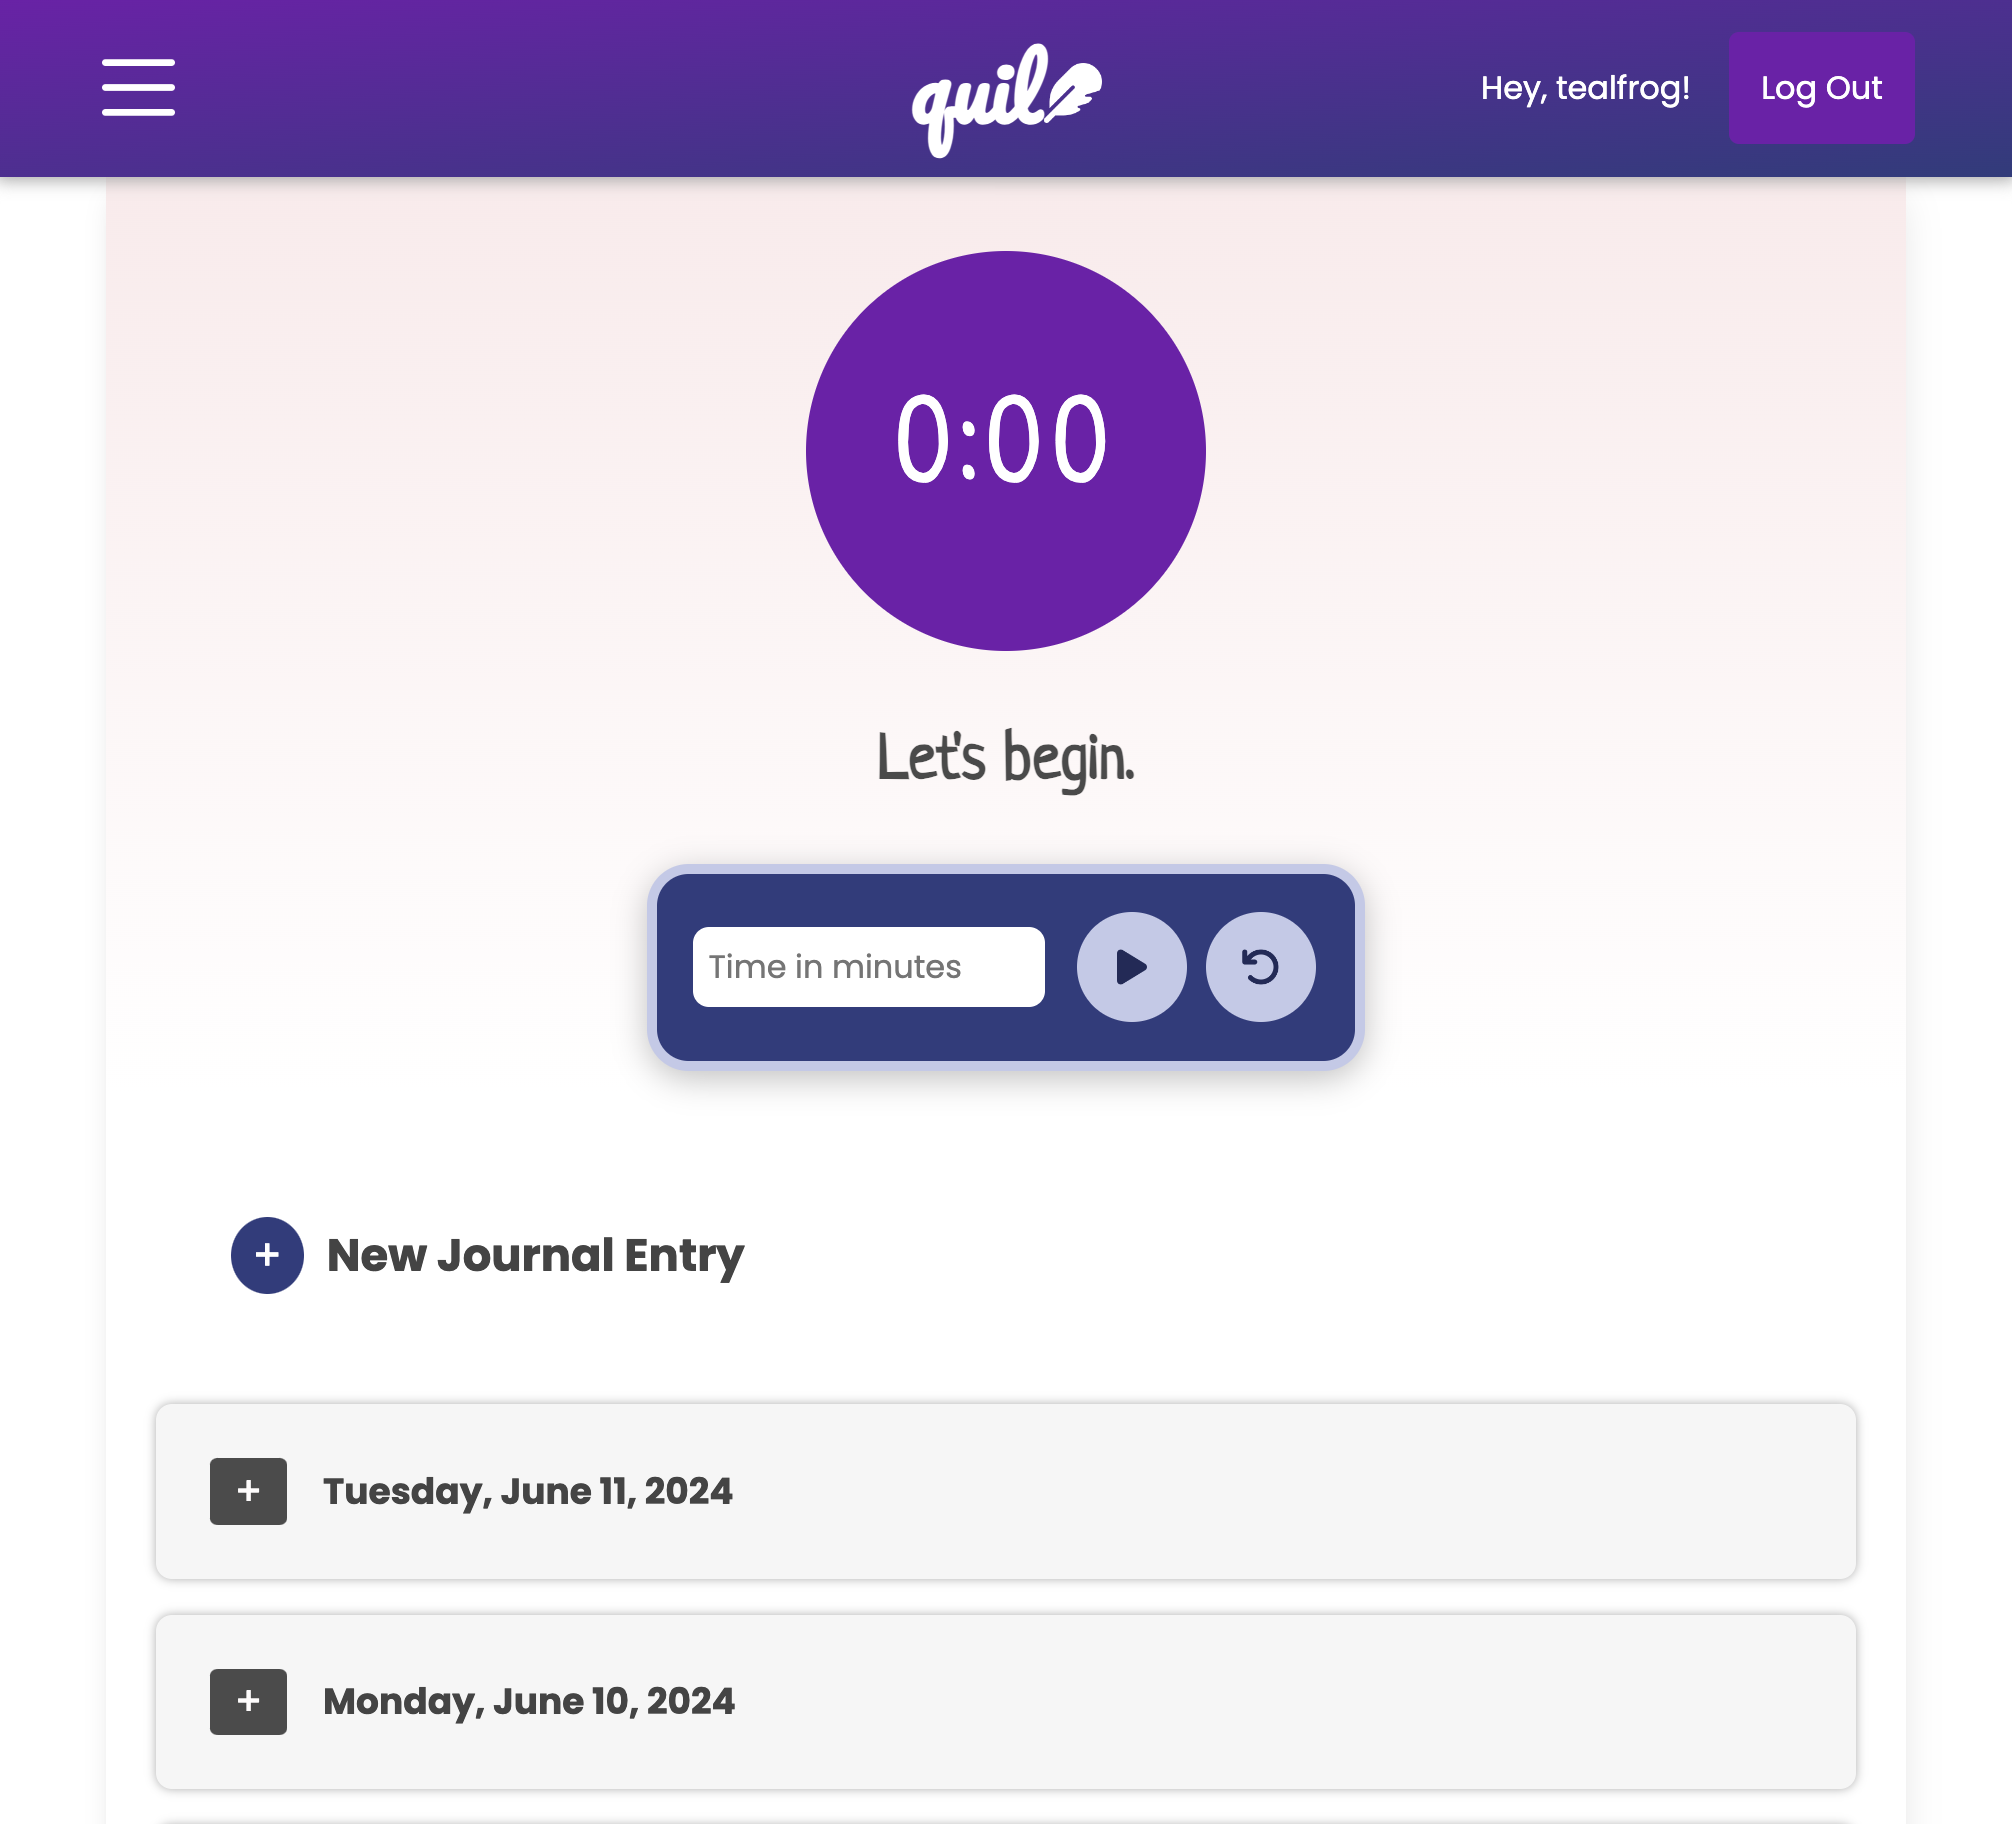 quil
Hey, tealfrog!
Log Out
0:00
Let's begin.
Time in minutes
+ New Journal Entry
+ Tuesday, June 11, 2024
+ Monday, June 10, 2024